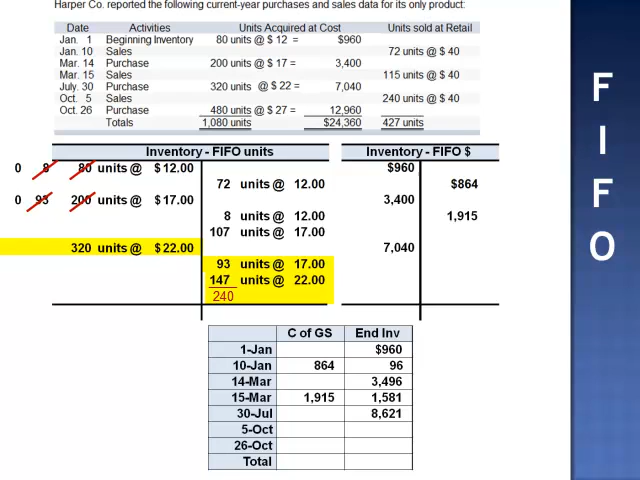 Harper Co. reported the following current-year purchases and sales data for its only product:
Date Activities Units Acquired at Cost Units sold at Retail
Jan. 1 Beginning Inventory 80 units @ $ 12 = $960
Jan. 10 Sales 72 units @ $ 40
Mar. 14 Purchase 200 units @ $ 17 = 3,400
Mar. 15 Sales 115 units @ $ 40
July. 30 Purchase 320 units @ $ 22 = 7,040
Oct. 5 Sales 240 units @ $ 40
Oct. 26 Purchase 480 units @ $ 27 = 12,960
Totals 1,080 units $24,360 427 units
Inventory - FIFO units Inventory - FIFO $
0 8 80 units @ $12.00 $960
72 units @ 12.00 $864
0 93 200 units @ $17.00 3,400
8 units @ 12.00 1,915
107 units @ 17.00
320 units @ $22.00 7,040
93 units @ 17.00
147 units @ 22.00
240
C of GS End Inv
1-Jan $960
10-Jan 864 96
14-Mar 3,496
15-Mar 1,915 1,581
30-Jul 8,621
5-Oct
26-Oct
Total
F
I
F
O